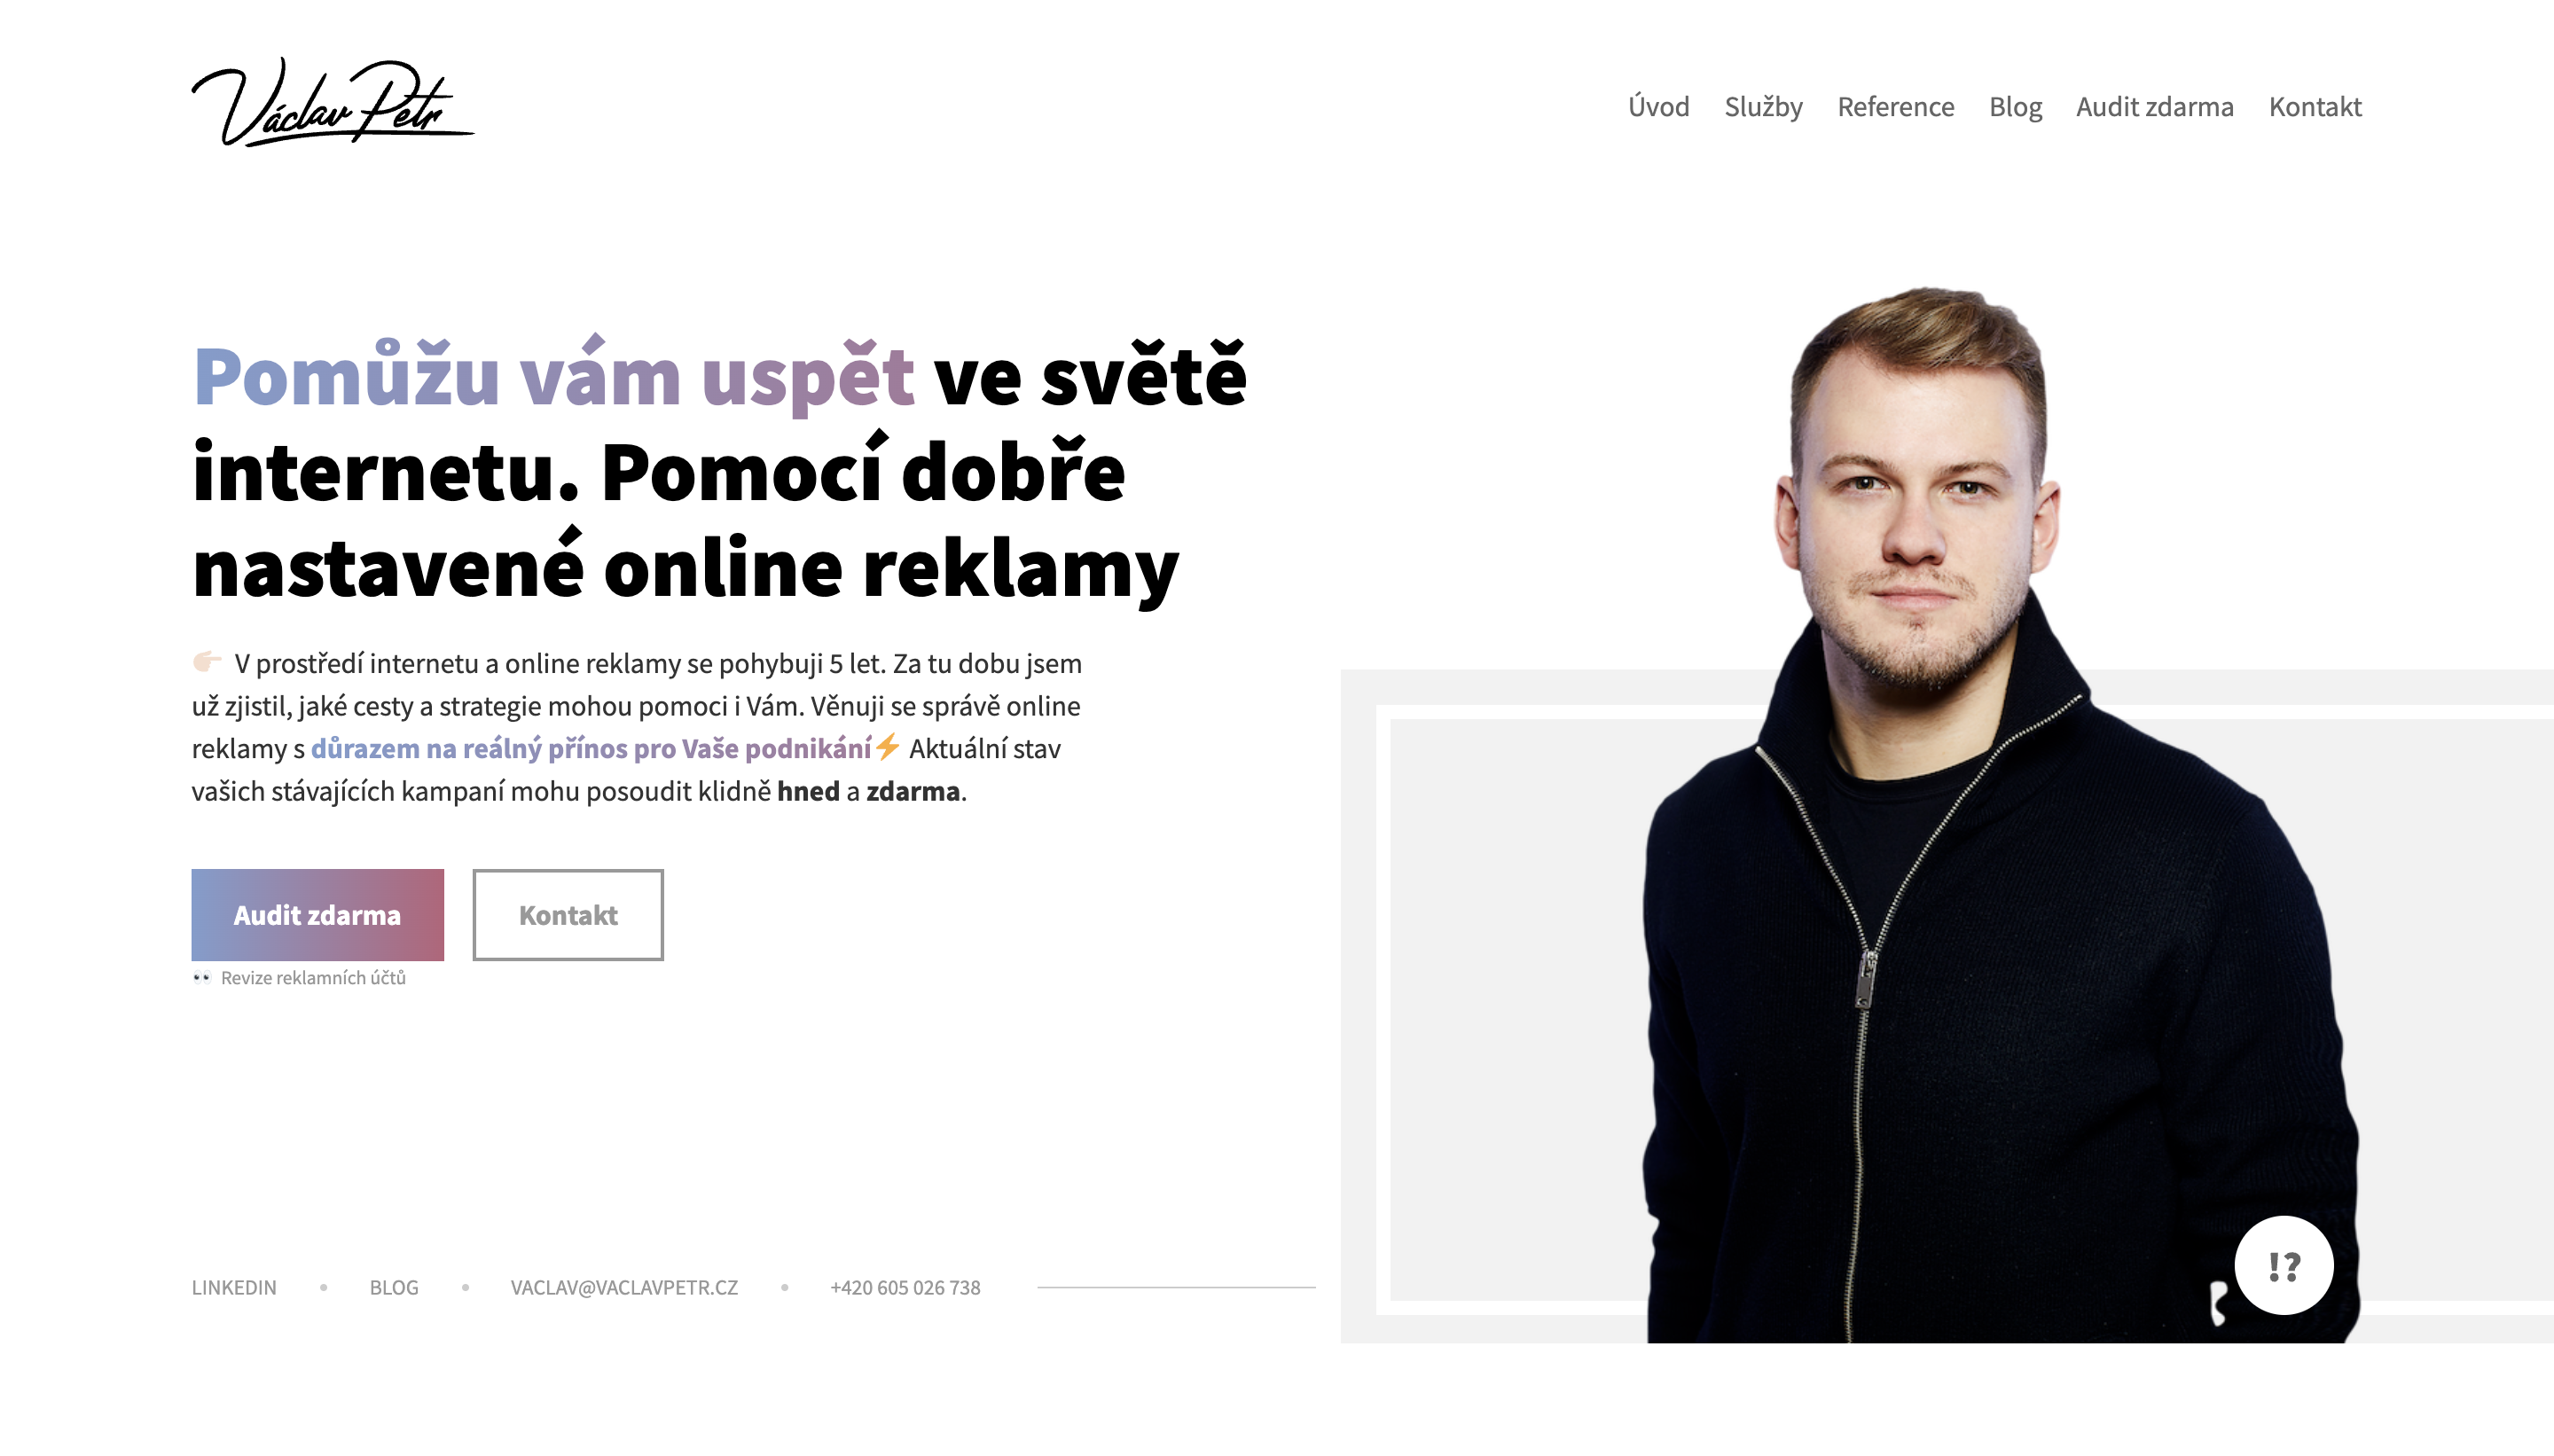 Václav Petr
Úvod Služby Reference Blog Audit zdarma Kontakt
Pomůžu vám uspět ve světě
internetu. Pomocí dobře
nastavené online reklamy
👉🏻 V prostředí internetu a online reklamy se pohybuji 5 let. Za tu dobu jsem
už zjistil, jaké cesty a strategie mohou pomoci i Vám. Věnuji se správě online
reklamy s důrazem na reálný přínos pro Vaše podnikání⚡ Aktuální stav
vašich stávajících kampaní mohu posoudit klidně hned a zdarma.
Audit zdarma Kontakt
👀 Revize reklamních účtů
LINKEDIN • BLOG • VACLAV@VACLAVPETR.CZ • +420 605 026 738
!?